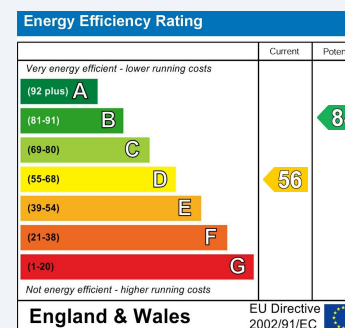 Energy Efficiency Rating
Current
Very energy efficient - lower running costs
(92 plus) A
(81-91) B
(69-80) C
(55-68) D 56
(39-54) E
(21-38) F
(1-20) G
Not energy efficient - higher running costs
England & Wales
EU Directive
2002/91/EC